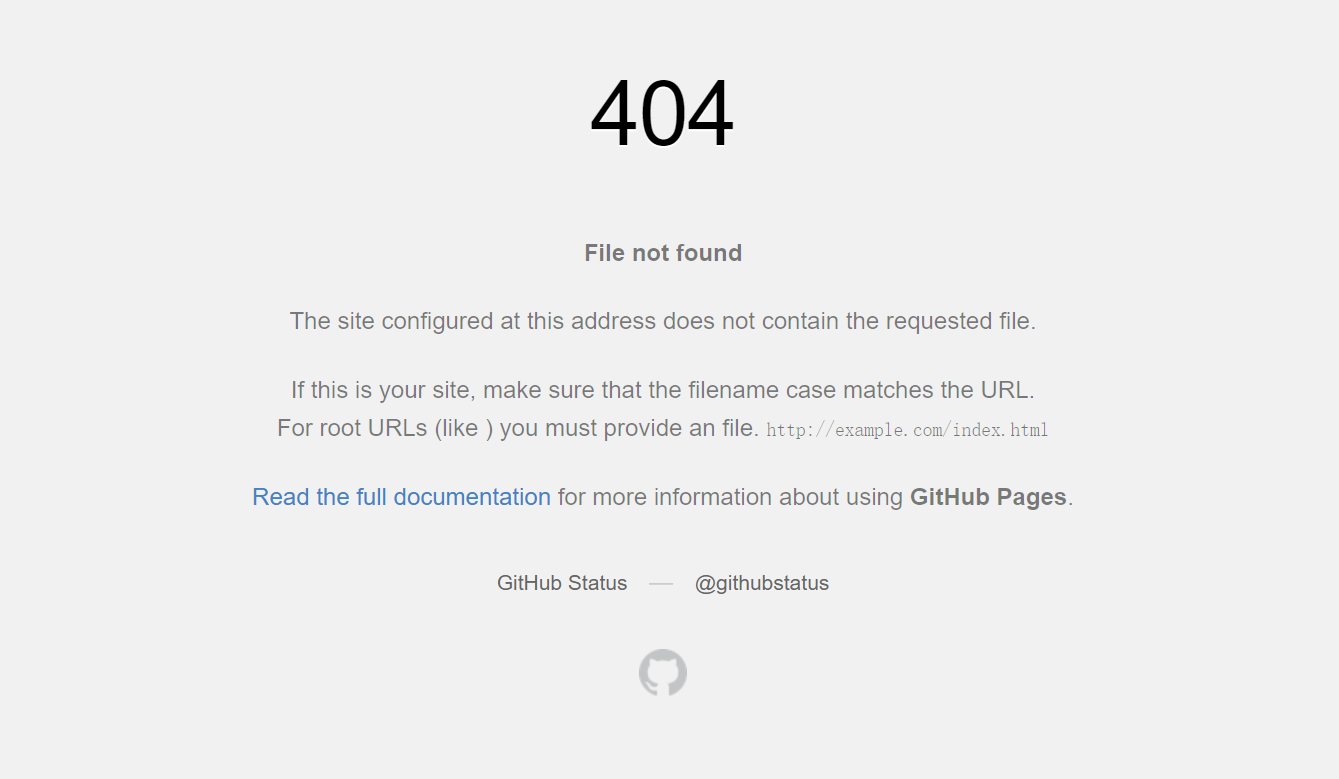 404
File not found
The site configured at this address does not contain the requested file.
If this is your site, make sure that the filename case matches the URL.
For root URLs (like ) you must provide an file. http://example.com/index.html
Read the full documentation for more information about using GitHub Pages.
GitHub Status — @githubstatus